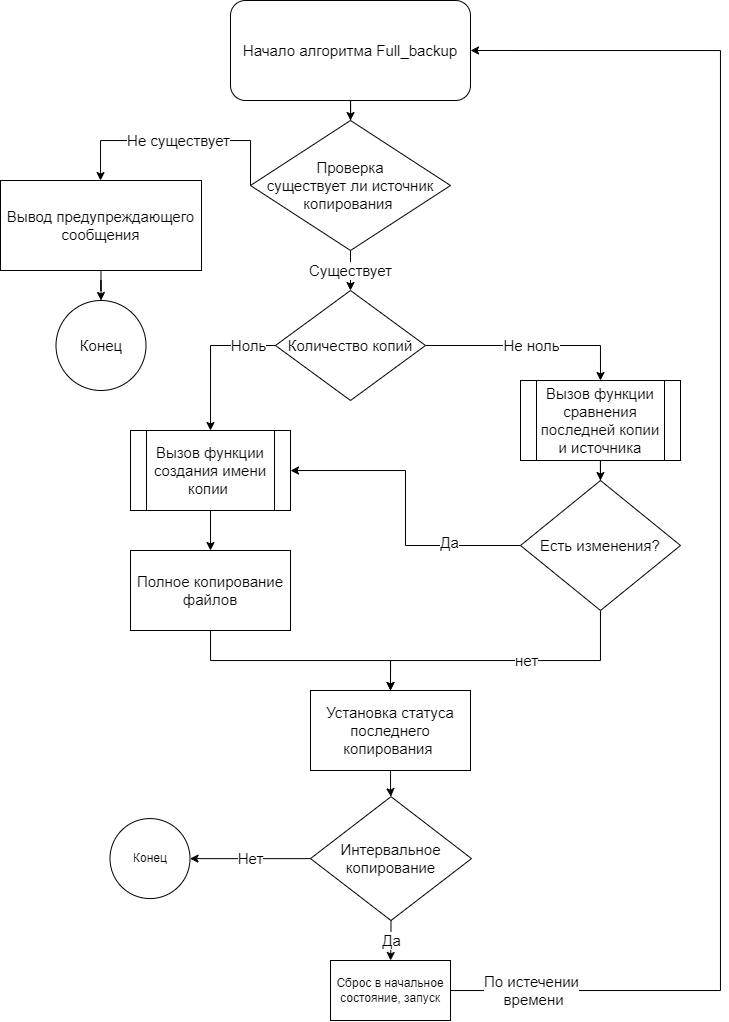 Начало алгоритма Full_backup
Не существует
Проверка
существует ли источник
копирования
Вывод предупреждающего
сообщения
Существует
Конец
Ноль
Количество копий
Не ноль
Вызов функции
сравнения
последней копии
и источника
Вызов функции
создания имени
копии
Да
Есть изменения?
Полное копирование
файлов
нет
Установка статуса
последнего
копирования
Интервальное
копирование
Нет
Конец
Да
Сброс в начальное
состояние, запуск
По истечении
времени